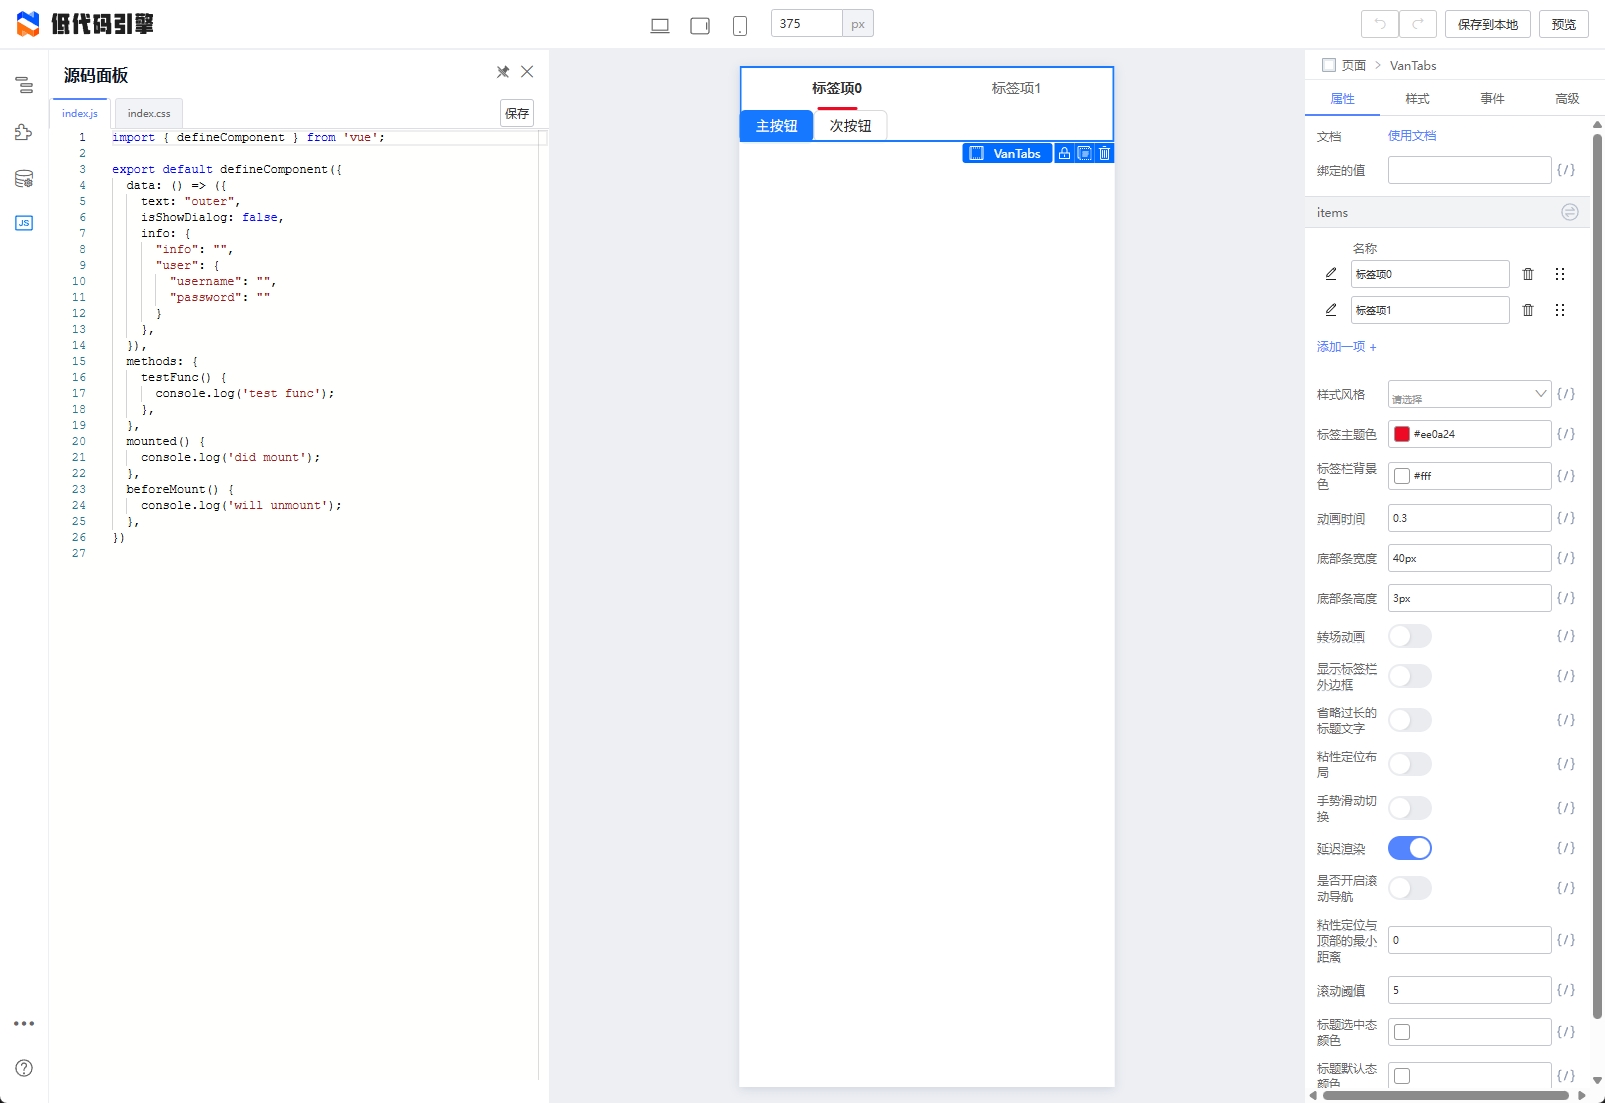 低代码引擎
375 px
保存到本地
预览
源码面板
index.js
index.css
保存
1 import { defineComponent } from 'vue';
2
3 export default defineComponent({
4 data: () => ({
5 text: "outer",
6 isShowDialog: false,
7 info: {
8 "info": "",
9 "user": {
10 "username": "",
11 "password": ""
12 }
13 },
14 }),
15 methods: {
16 testFunc() {
17 console.log('test func');
18 },
19 },
20 mounted() {
21 console.log('did mount');
22 },
23 beforeMount() {
24 console.log('will unmount');
25 },
26 })
27
JS
标签项0
标签项1
主按钮
次按钮
VanTabs
页面 > VanTabs
属性
样式
事件
高级
文档 使用文档
绑定的值 {/}
items
名称
标签项0
标签项1
添加一项 +
样式风格 请选择 {/}
标签主题色 #ee0a24 {/}
标签栏背景
色 #fff {/}
动画时间 0.3 {/}
底部条宽度 40px {/}
底部条高度 3px {/}
转场动画 {/}
显示标签栏
外边框 {/}
省略过长的
标题文字 {/}
粘性定位布
局 {/}
手势滑动切
换 {/}
延迟渲染 {/}
是否开启滚
动导航 {/}
粘性定位与
顶部的最小 0 {/}
距离
滚动阈值 5 {/}
标题选中态
颜色 {/}
标题默认态
颜色 {/}